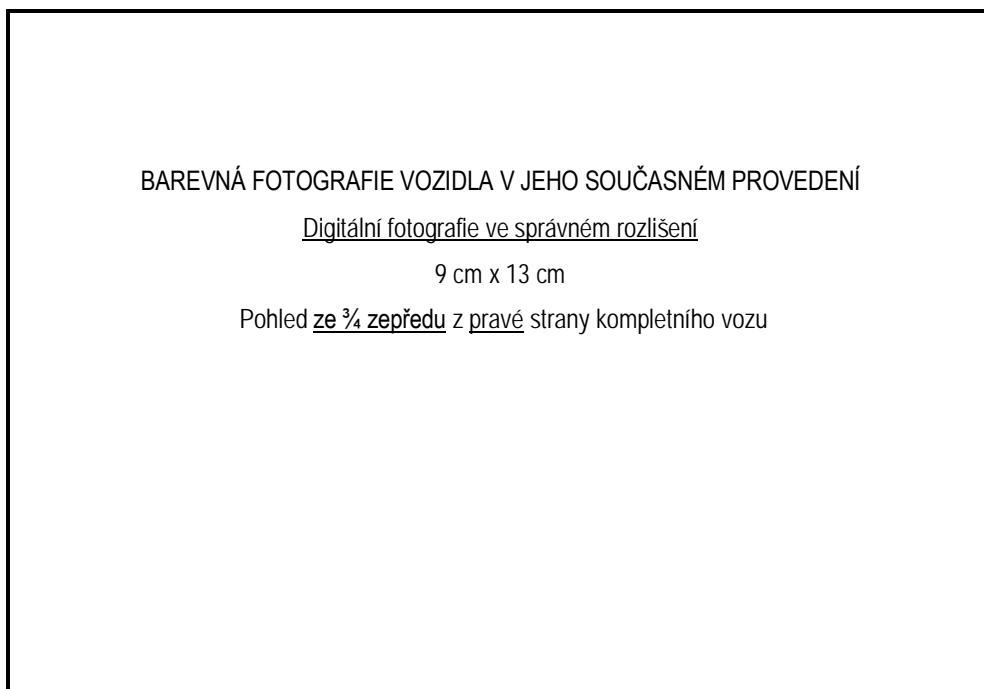 BAREVNÁ FOTOGRAFIE VOZIDLA V JEHO SOUČASNÉM PROVEDENÍ
Digitální fotografie ve správném rozlišení
9 cm x 13 cm
Pohled ze ¾ zepředu z pravé strany kompletního vozu